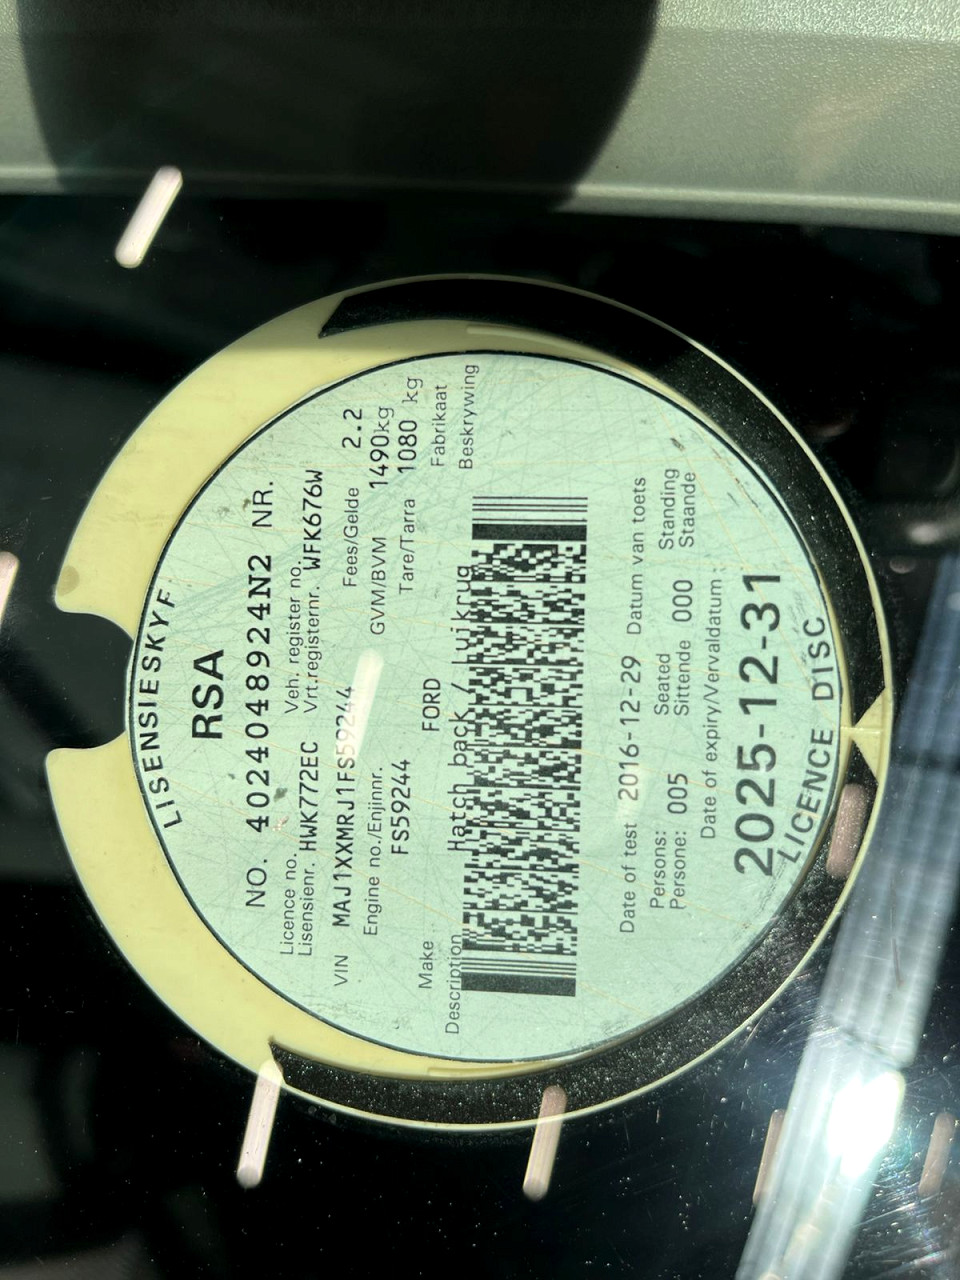 LISENSIESKYF
RSA
NO. 4024048924N2 NR.
Licence no. Veh. register no.
Lisensienr. HWK772EC Vrt.registernr. WFK676W
VIN MAJ1XXMRJ1FS59244 Fees/Gelde 2.2
Engine no./Enjinnr. GVM/BVM 1490kg
FS59244 Tare/Tarra 1080 kg
Make FORD Fabrikaat
Description Hatch back / Luikrug Beskrywing
Date of test 2016-12-29 Datum van toets
Persons: Seated Standing
Persone: 005 Sittende 000 Staande
Date of expiry/Vervaldatum
2025-12-31
LICENCE DISC